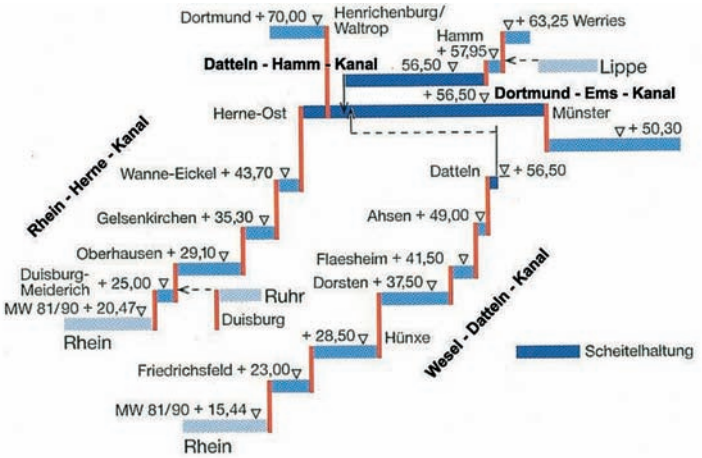 Dortmund + 70,00
Henrichenburg/
Waltrop
+ 63,25 Werries
Hamm
+ 57,95
Datteln - Hamm - Kanal
56,50
Lippe
+ 56,50
Dortmund - Ems - Kanal
Herne-Ost
Münster
+ 50,30
Rhein - Herne - Kanal
Wanne-Eickel + 43,70
Datteln
+ 56,50
Gelsenkirchen + 35,30
Ahsen + 49,00
Oberhausen + 29,10
Flaesheim + 41,50
Duisburg-
Meiderich
+ 25,00
Dorsten + 37,50
Ruhr
MW 81/90 + 20,47
Duisburg
Rhein
+ 28,50
Hünxe
Wesel - Datteln - Kanal
Scheitelhaltung
Friedrichsfeld + 23,00
MW 81/90 + 15,44
Rhein